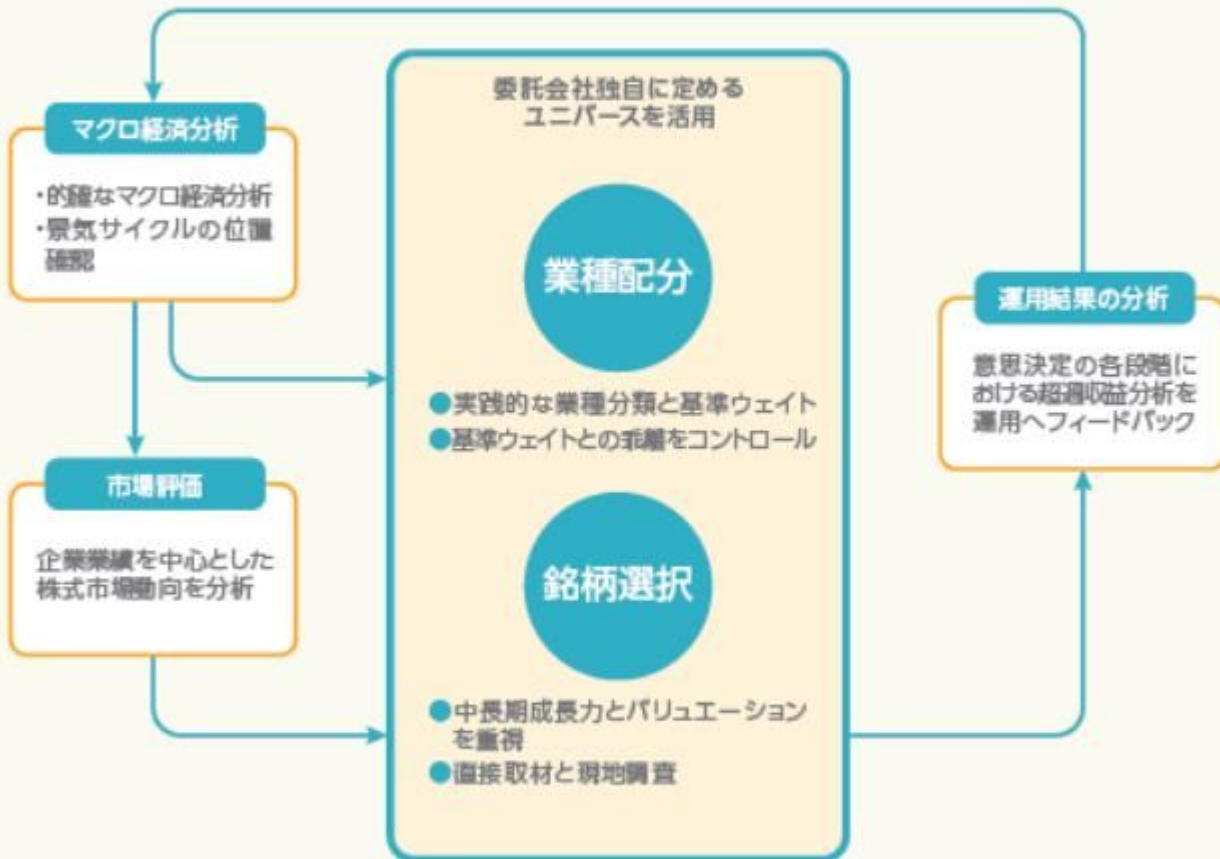 マクロ経済分析
・的確なマクロ経済分析
・景気サイクルの位置
確認
市場評価
企業業績を中心とした
株式市場動向を分析
委託会社独自に定める
ユニバースを活用
業種配分
●実践的な業種分類と基準ウェイト
●基準ウェイトとの乖離をコントロール
銘柄選択
●中長期成長力とバリュエーション
を重視
●直接取材と現地調査
運用結果の分析
意思決定の各段階に
おける超過収益分析を
運用へフィードバック